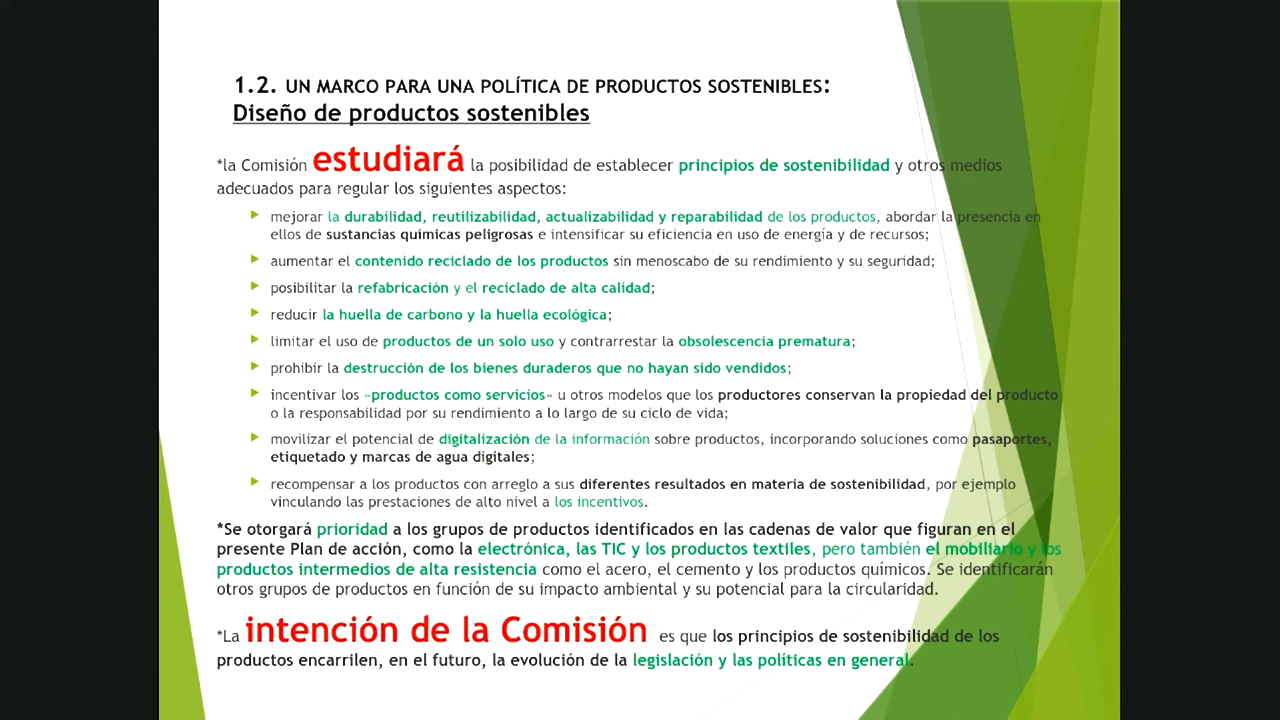 1.2. UN MARCO PARA UNA POLÍTICA DE PRODUCTOS SOSTENIBLES:
Diseño de productos sostenibles
*la Comisión estudiará la posibilidad de establecer principios de sostenibilidad y otros medios
adecuados para regular los siguientes aspectos:
mejorar la durabilidad, reutilizabilidad, actualizabilidad y reparabilidad de los productos, abordar la presencia en
ellos de sustancias químicas peligrosas e intensificar su eficiencia en uso de energía y de recursos;
aumentar el contenido reciclado de los productos sin menoscabo de su rendimiento y su seguridad;
posibilitar la refabricación y el reciclado de alta calidad;
reducir la huella de carbono y la huella ecológica;
limitar el uso de productos de un solo uso y contrarrestar la obsolescencia prematura;
prohibir la destrucción de los bienes duraderos que no hayan sido vendidos;
incentivar los «productos como servicios» u otros modelos que los productores conservan la propiedad del producto
o la responsabilidad por su rendimiento a lo largo de su ciclo de vida;
movilizar el potencial de digitalización de la información sobre productos, incorporando soluciones como pasaportes,
etiquetado y marcas de agua digitales;
recompensar a los productos con arreglo a sus diferentes resultados en materia de sostenibilidad, por ejemplo
vinculando las prestaciones de alto nivel a los incentivos.
*Se otorgará prioridad a los grupos de productos identificados en las cadenas de valor que figuran en el
presente Plan de acción, como la electrónica, las TIC y los productos textiles, pero también el mobiliario y los
productos intermedios de alta resistencia como el acero, el cemento y los productos químicos. Se identificarán
otros grupos de productos en función de su impacto ambiental y su potencial para la circularidad.
*La intención de la Comisión es que los principios de sostenibilidad de los
productos encarrilen, en el futuro, la evolución de la legislación y las políticas en general.